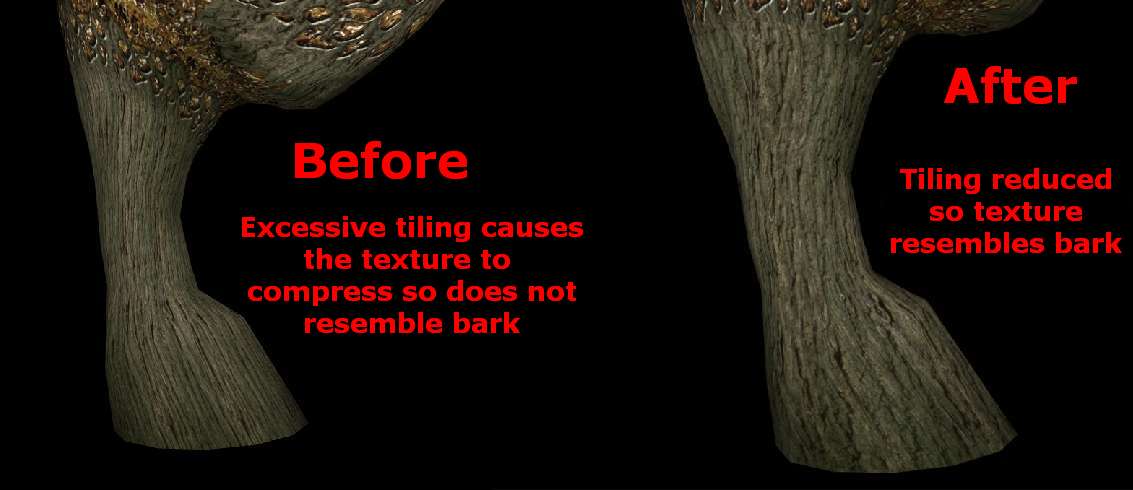 Before
Excessive tiling causes
the texture to
compress so does not
resemble bark
After
Tiling reduced
so texture
resembles bark